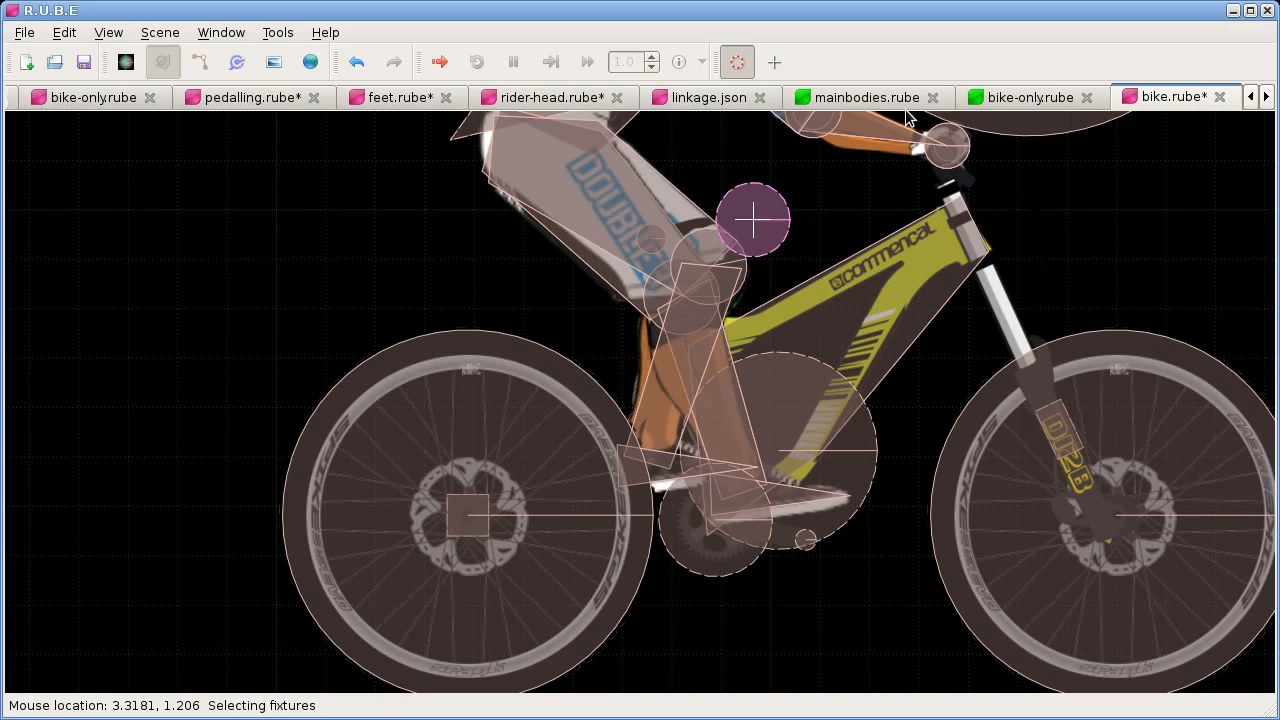 R.U.B.E
File Edit View Scene Window Tools Help
1.0
bike-only.rube pedalling.rube* feet.rube* rider-head.rube* linkage.json mainbodies.rube bike-only.rube bike.rube*
DOUBLE
commencal
Mouse location: 3.3181, 1.206 Selecting fixtures